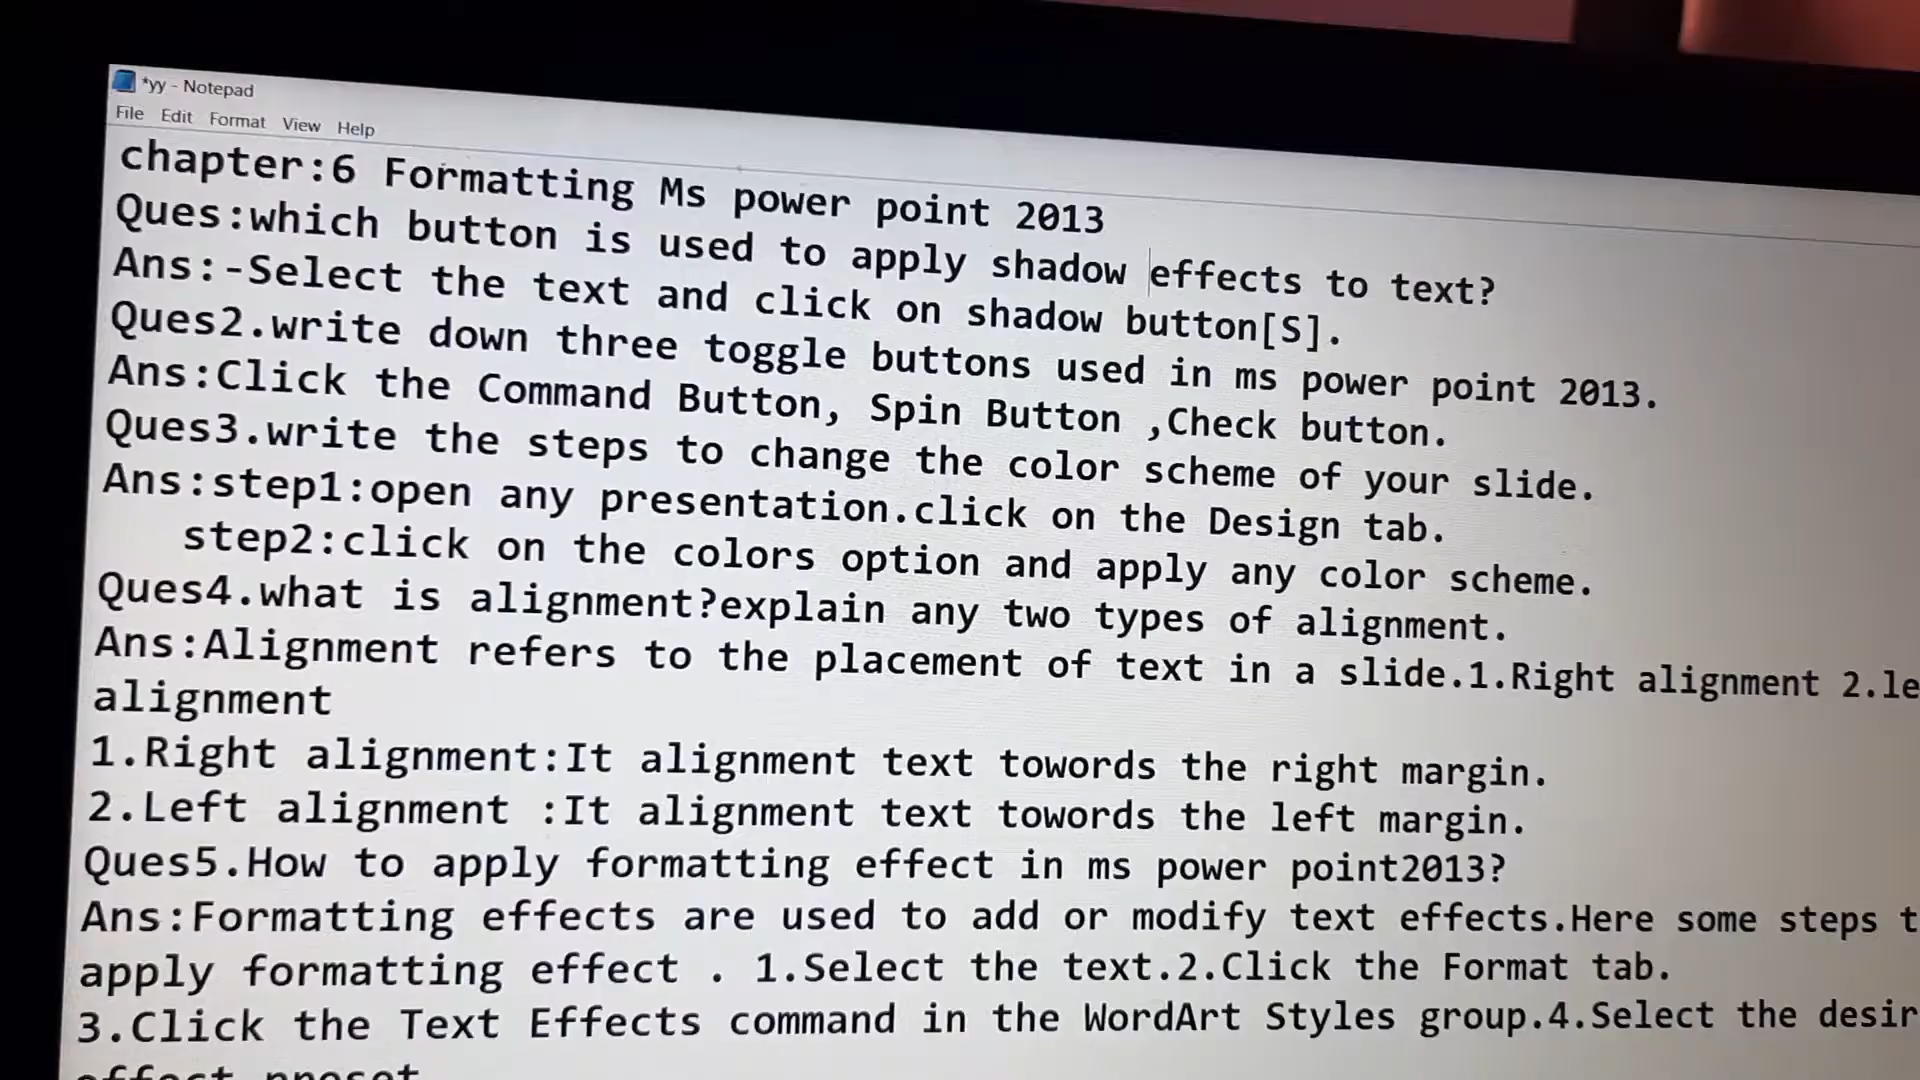 *yy - Notepad
File Edit Format View Help
chapter:6 Formatting Ms power point 2013
Ques:which button is used to apply shadow effects to text?
Ans:-Select the text and click on shadow button[S].
Ques2.write down three toggle buttons used in ms power point 2013.
Ans:Click the Command Button, Spin Button ,Check button.
Ques3.write the steps to change the color scheme of your slide.
Ans:step1:open any presentation.click on the Design tab.
step2:click on the colors option and apply any color scheme.
Ques4.what is alignment?explain any two types of alignment.
Ans:Alignment refers to the placement of text in a slide.1.Right alignment 2.le
alignment
1.Right alignment:It alignment text towords the right margin.
2.Left alignment :It alignment text towords the left margin.
Ques5.How to apply formatting effect in ms power point2013?
Ans:Formatting effects are used to add or modify text effects.Here some steps t
apply formatting effect . 1.Select the text.2.Click the Format tab.
3.Click the Text Effects command in the WordArt Styles group.4.Select the desir
effect preset